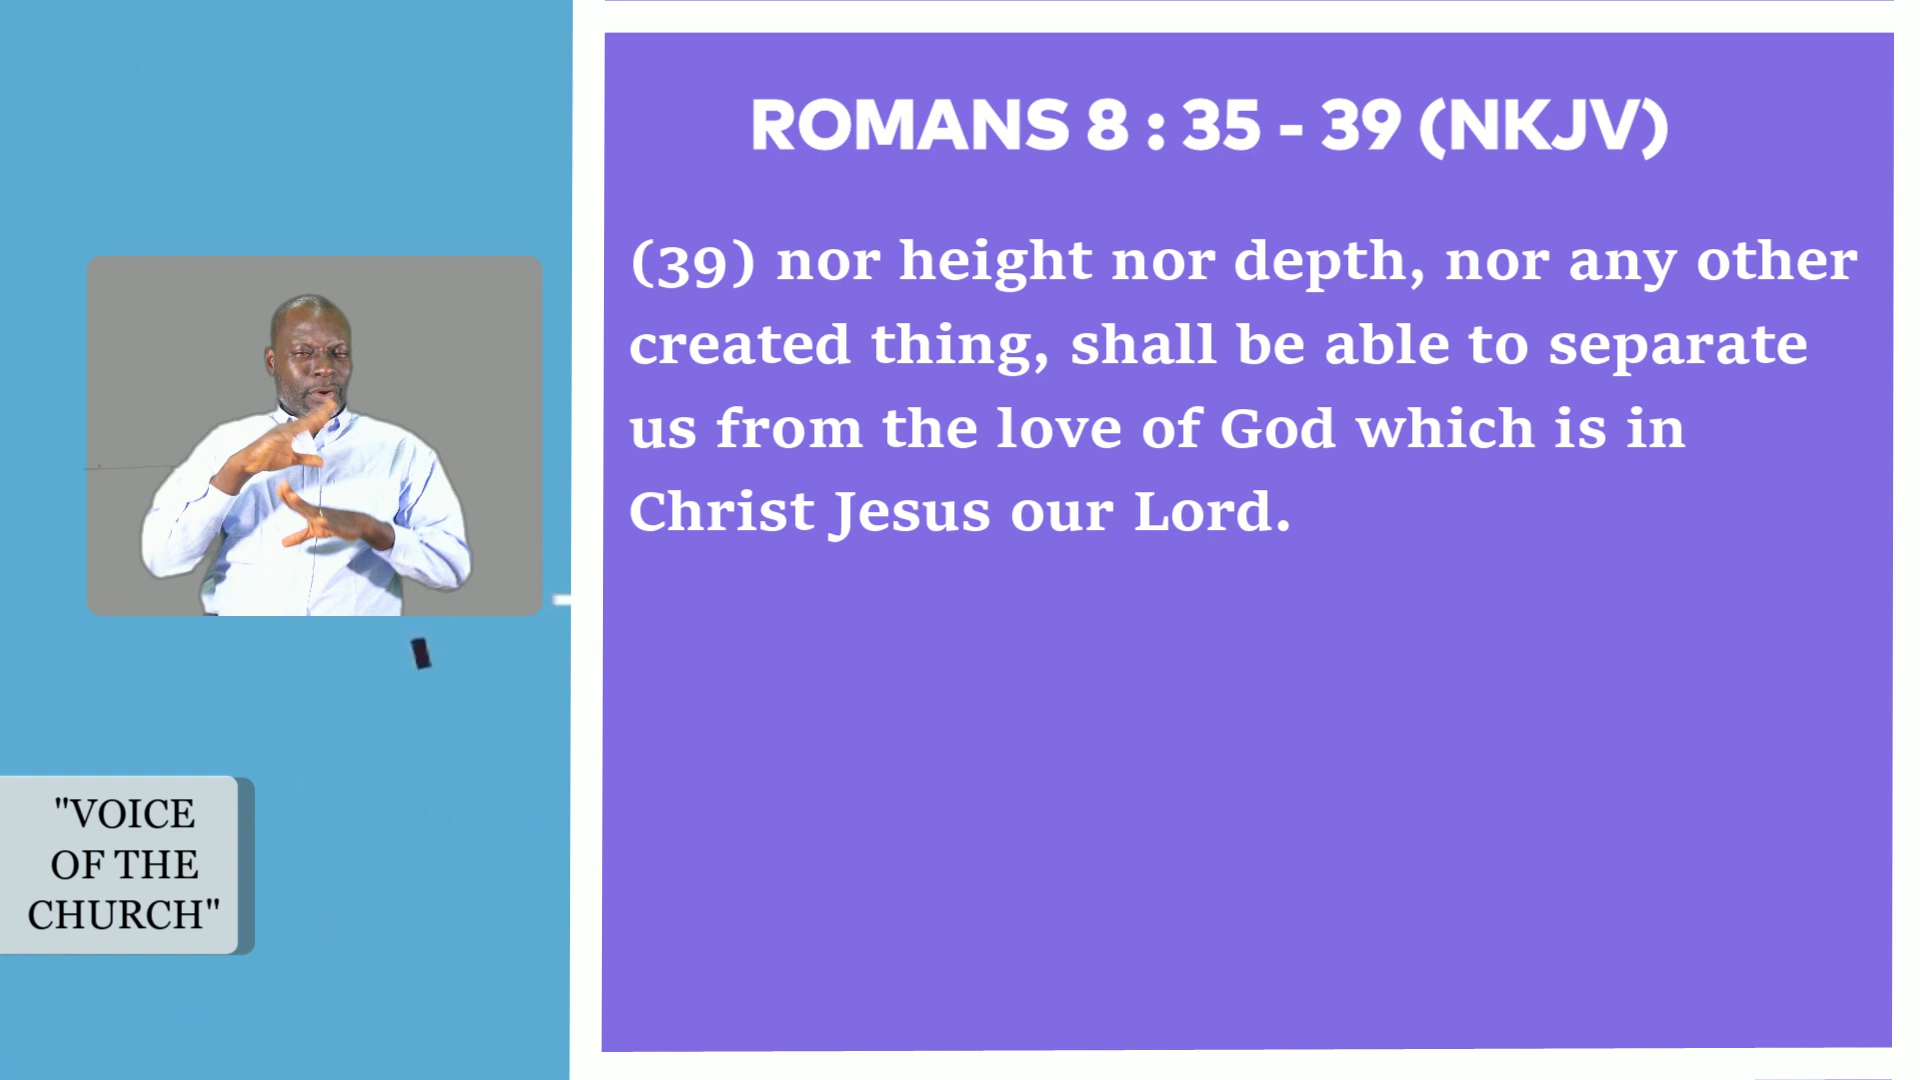 ROMANS 8 : 35 - 39 (NKJV)
(39) nor height nor depth, nor any other
created thing, shall be able to separate
us from the love of God which is in
Christ Jesus our Lord.
"VOICE
OF THE
CHURCH"